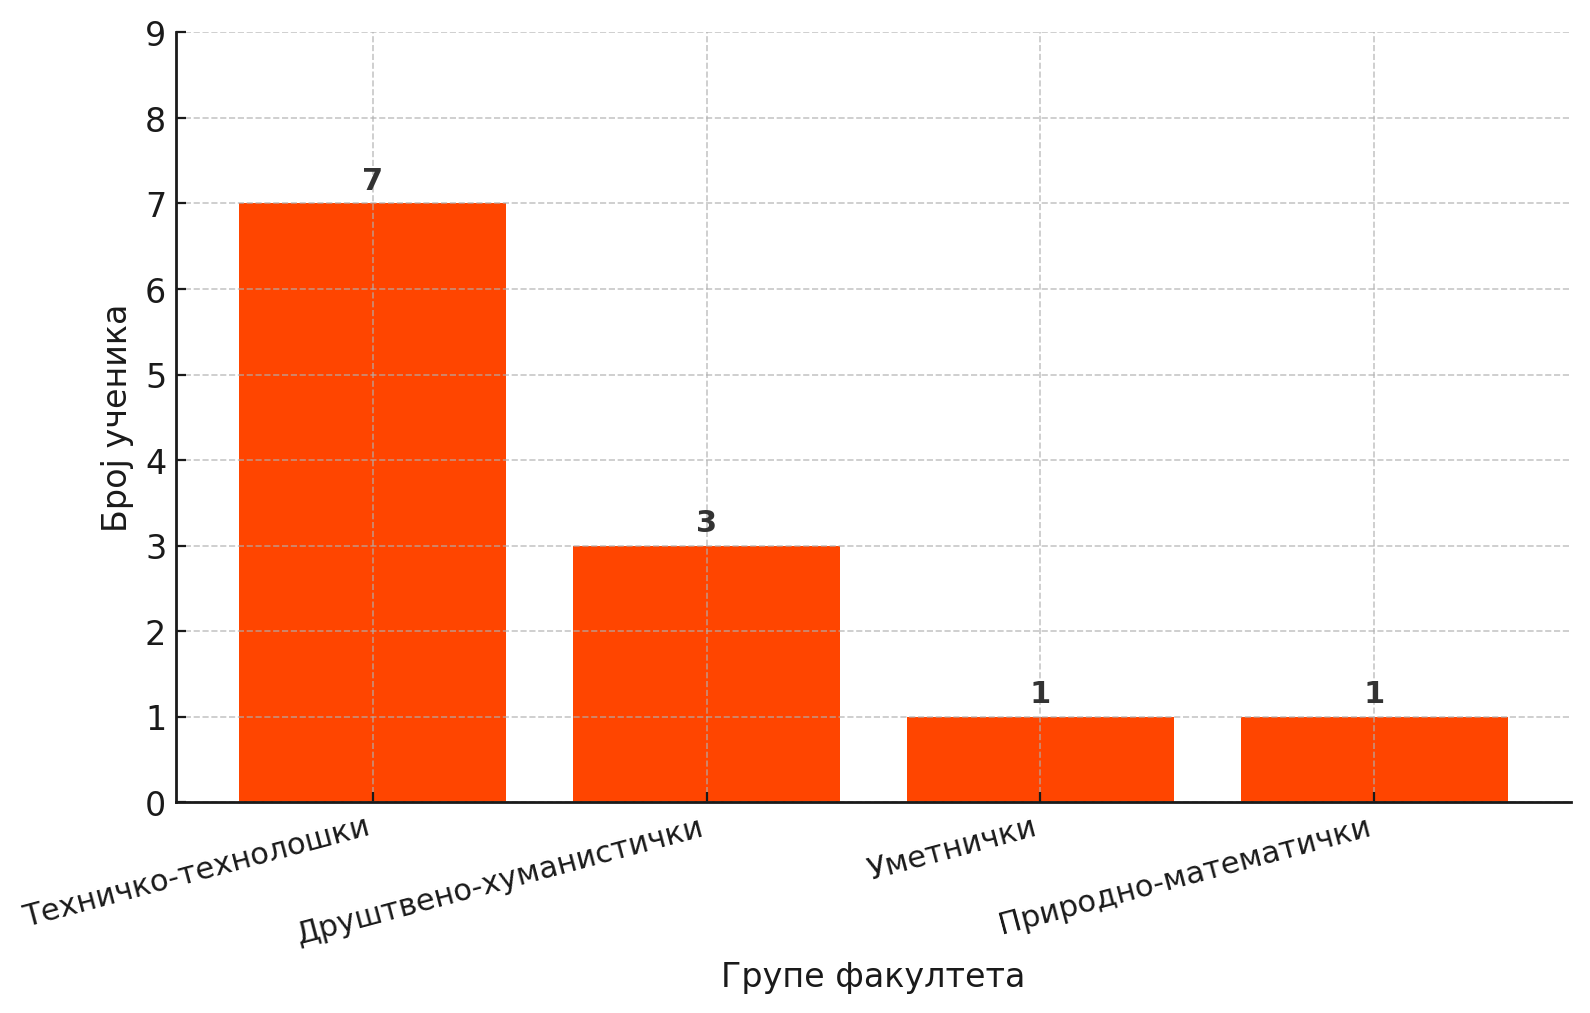 9
8
7
6
5
4
3
2
1
0
Број ученика
7
3
1
1
Техничко-технолошки
Друштвено-хуманистички
Уметнички
Природно-математички
Групе факултета